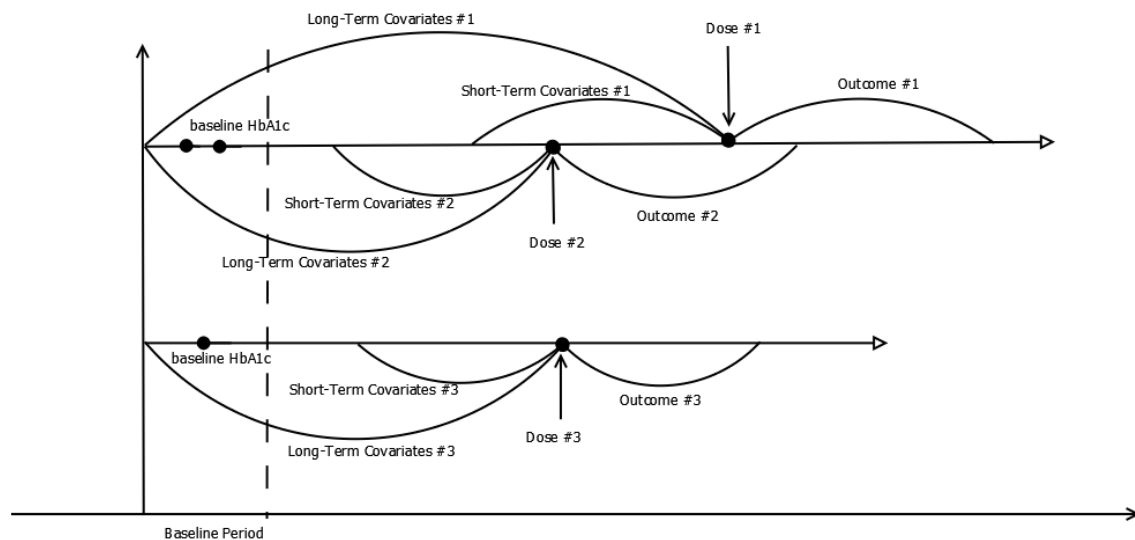 Long-Term Covariates #1
Dose #1
Short-Term Covariates #1
Outcome #1
baseline HbA1c
Short-Term Covariates #2
Outcome #2
Dose #2
Long-Term Covariates #2
baseline HbA1c
Short-Term Covariates #3
Outcome #3
Dose #3
Long-Term Covariates #3
Baseline Period